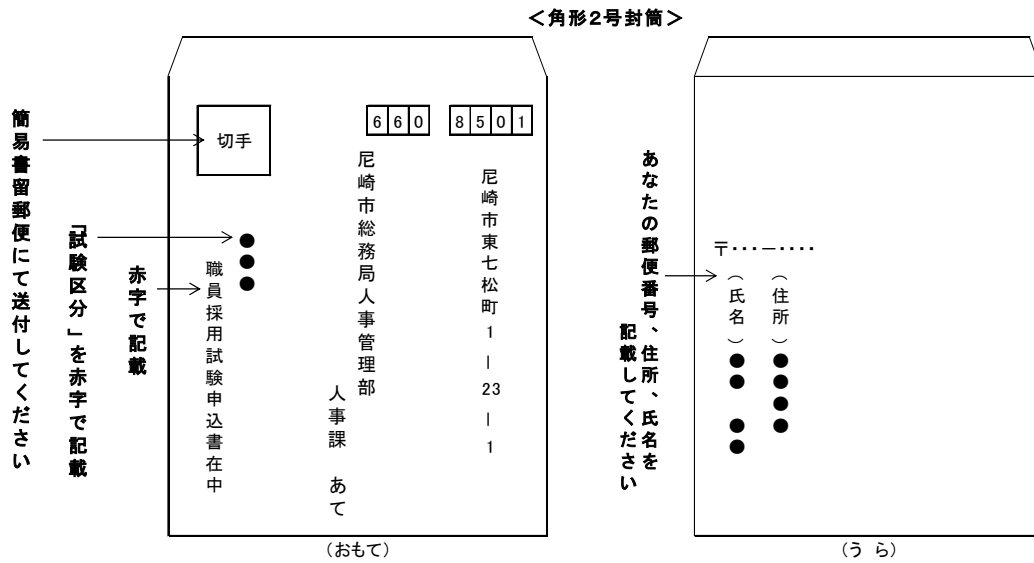 ＜角形2号封筒＞
簡易書留郵便にて送付してください
「試験区分」を赤字で記載
赤字で記載
切手
●●●
職員採用試験申込書在中
660 8501
尼崎市東七松町1－23－1
尼崎市総務局人事管理部
人事課 あて
（おもて）
あなたの郵便番号、住所、氏名を
記載してください
〒･･･－････
（住所）●●●●
（氏名）●● ●●
（うら）